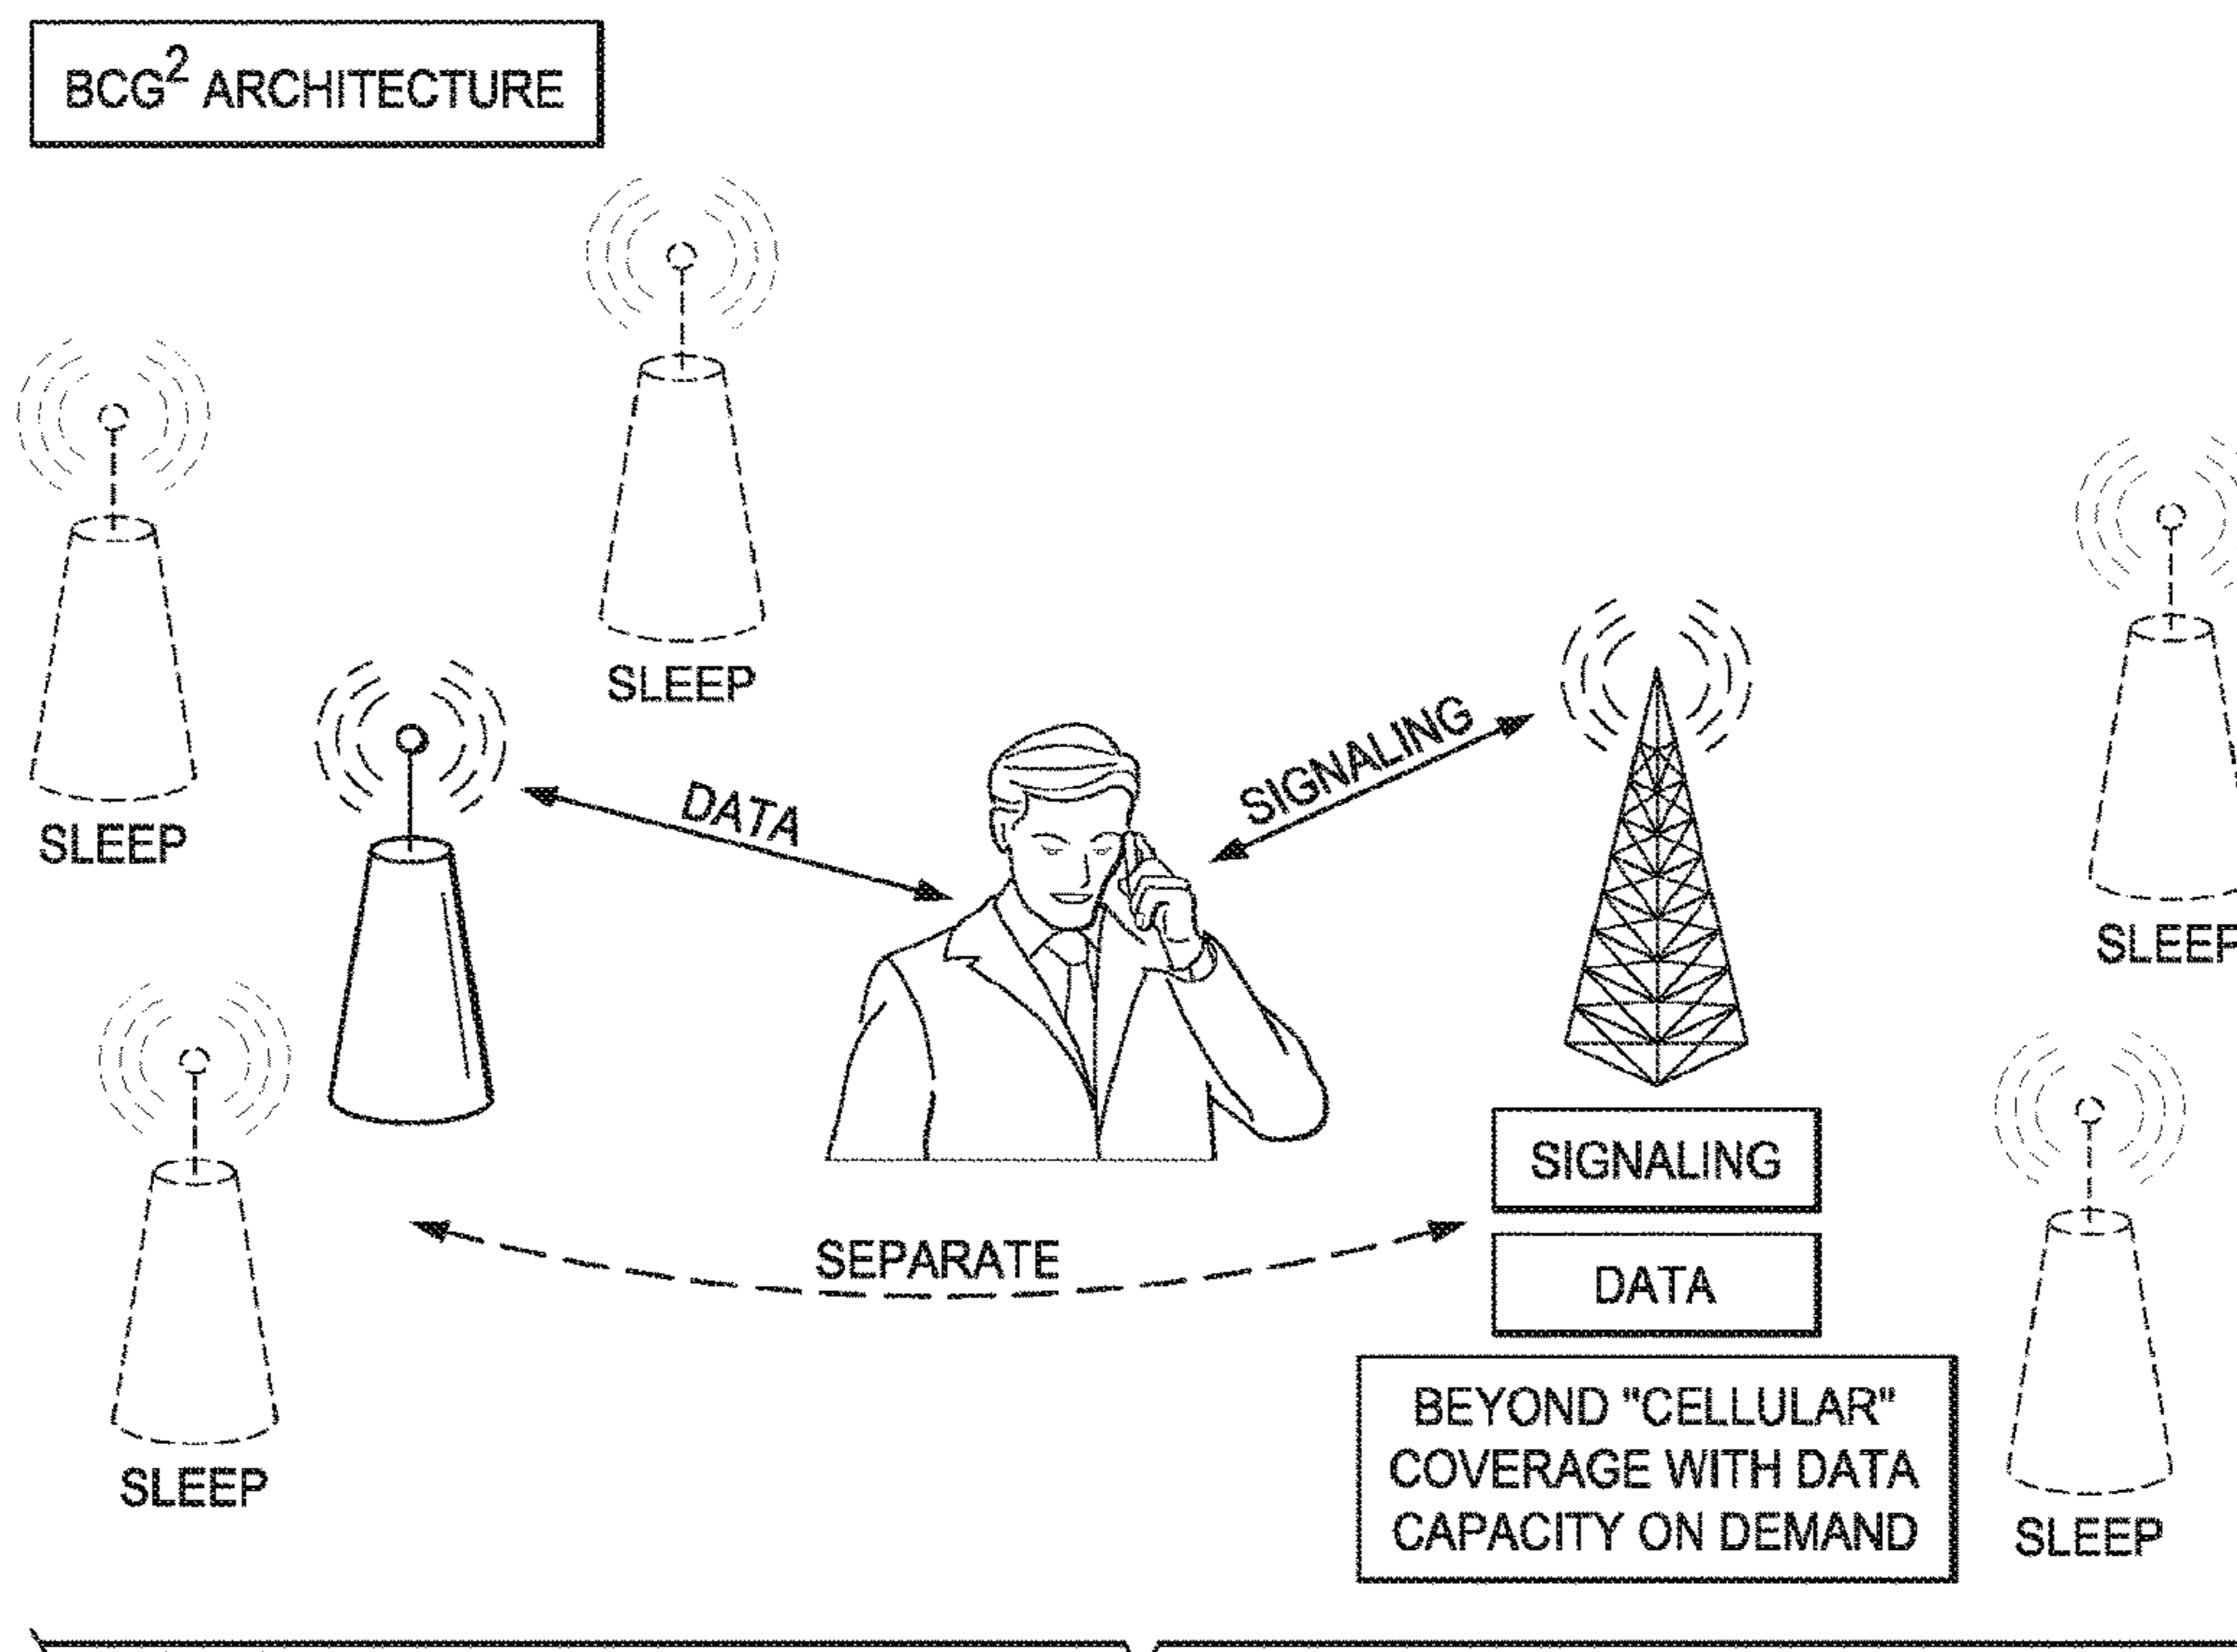 BCG² ARCHITECTURE
SLEEP
SLEEP
DATA
SIGNALING
SLEEP
SIGNALING
SEPARATE
DATA
BEYOND "CELLULAR"
COVERAGE WITH DATA
CAPACITY ON DEMAND
SLEEP
SLEEP